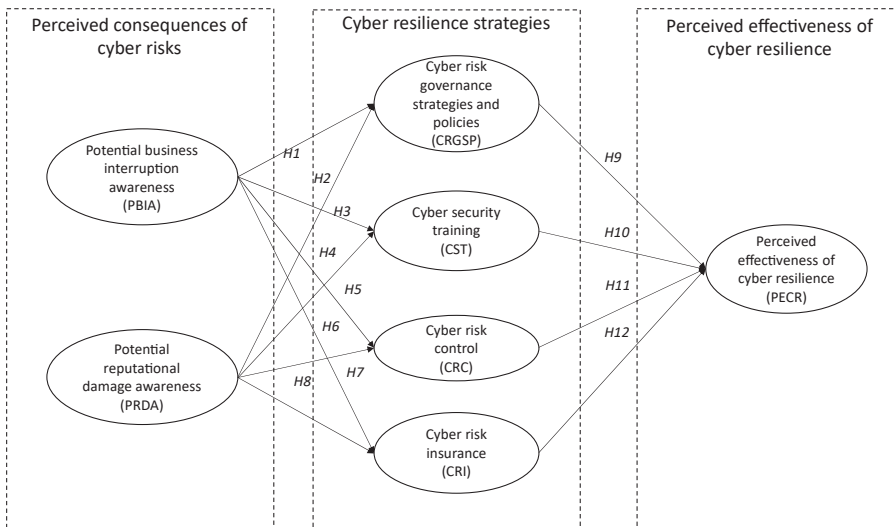 Perceived consequences of
cyber risks
Cyber resilience strategies
Perceived effectiveness of
cyber resilience
Potential business
interruption awareness
(PBIA)
Potential
reputational
damage awareness
(PRDA)
H1
H2
H3
H4
H5
H6
H7
H8
Cyber risk
governance
strategies and
policies
(CRGSP)
Cyber security
training
(CST)
Cyber risk
control
(CRC)
Cyber risk
insurance
(CRI)
H9
H10
H11
H12
Perceived
effectiveness of
cyber resilience
(PECR)